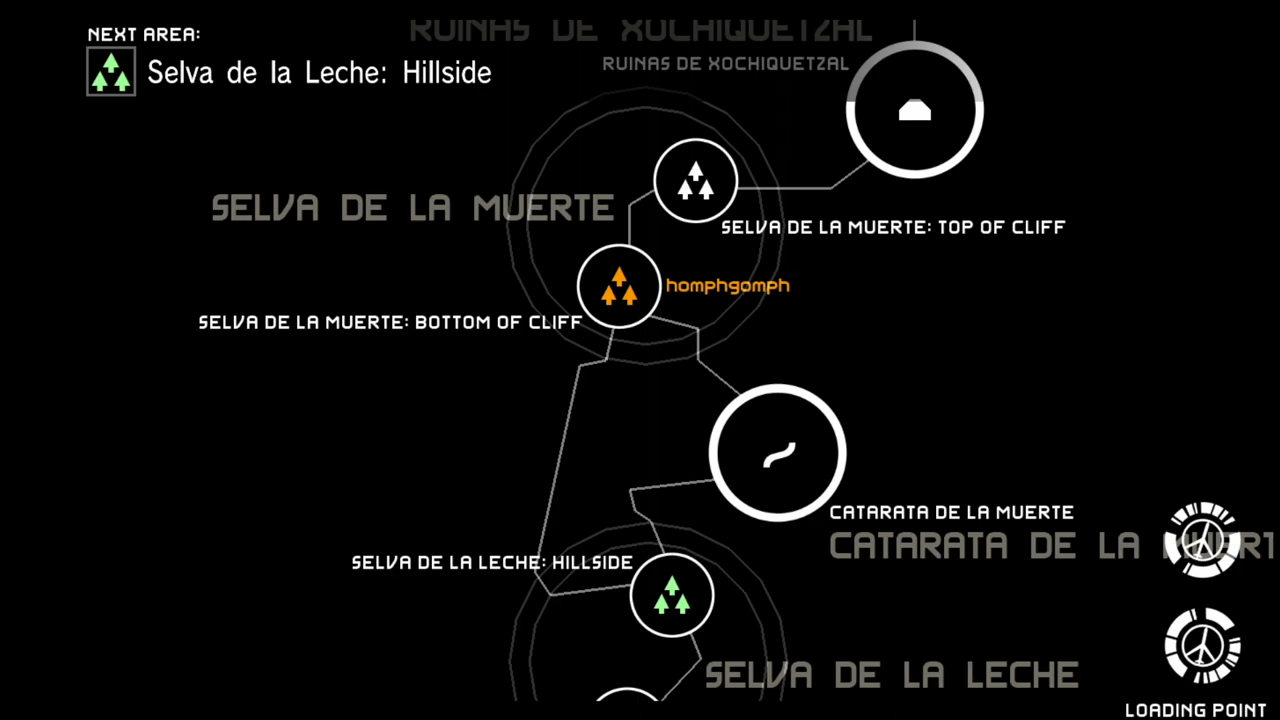 NEXT AREA:
Selva de la Leche: Hillside
RUINAS DE XOCHIQUETZAL
RUINAS DE XOCHIQUETZAL
SELVA DE LA MUERTE
SELVA DE LA MUERTE: TOP OF CLIFF
homphgomph
SELVA DE LA MUERTE: BOTTOM OF CLIFF
CATARATA DE LA MUERTE
CATARATA DE LA MUERT
SELVA DE LA LECHE: HILLSIDE
SELVA DE LA LECHE
LOADING POINT